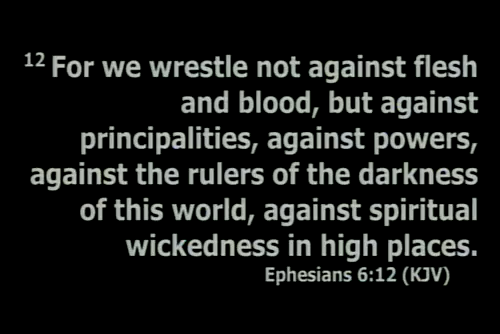 12 For we wrestle not against flesh
and blood, but against
principalities, against powers,
against the rulers of the darkness
of this world, against spiritual
wickedness in high places.
Ephesians 6:12 (KJV)